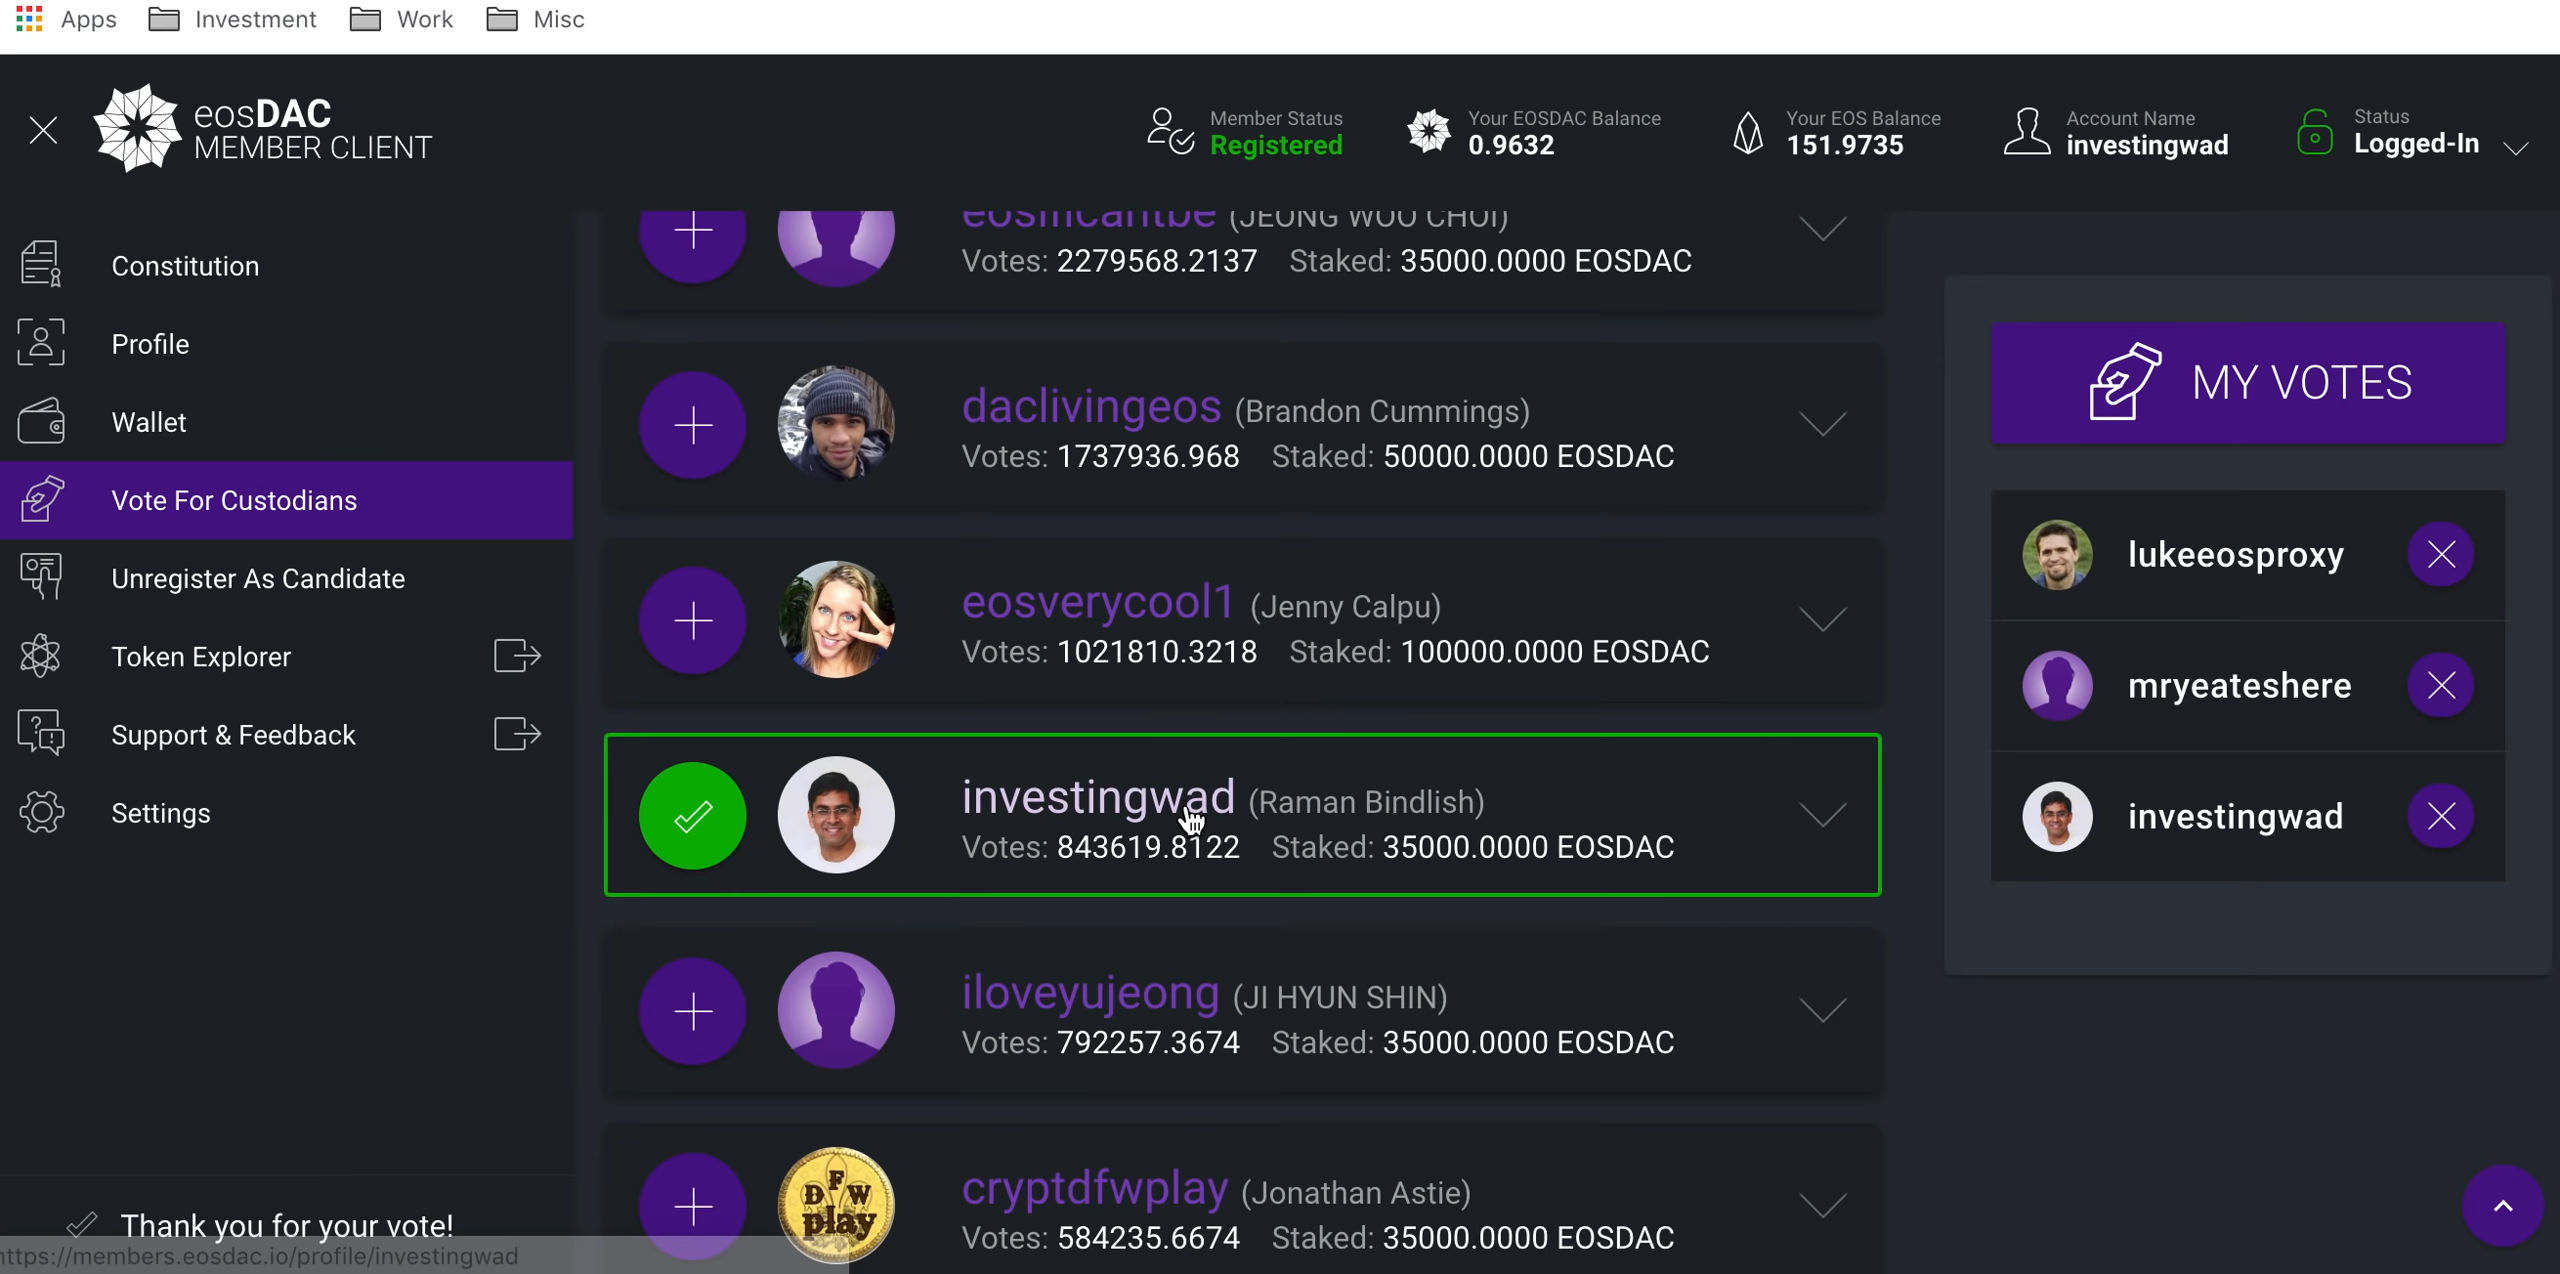 Apps Investment Work Misc
eosDAC
MEMBER CLIENT
Member Status
Registered
Your EOSDAC Balance
0.9632
Your EOS Balance
151.9735
Account Name
investingwad
Status
Logged-In
Constitution
Profile
Wallet
Vote For Custodians
Unregister As Candidate
Token Explorer
Support & Feedback
Settings
Thank you for your vote!
https://members.eosdac.io/profile/investingwad
(JEONG WOO CHOI)
Votes: 2279568.2137 Staked: 35000.0000 EOSDAC
daclivingeos (Brandon Cummings)
Votes: 1737936.968 Staked: 50000.0000 EOSDAC
eosverycool1 (Jenny Calpu)
Votes: 1021810.3218 Staked: 100000.0000 EOSDAC
investingwad (Raman Bindlish)
Votes: 843619.8122 Staked: 35000.0000 EOSDAC
iloveyujeong (JI HYUN SHIN)
Votes: 792257.3674 Staked: 35000.0000 EOSDAC
DFW
play
cryptdfwplay (Jonathan Astie)
Votes: 584235.6674 Staked: 35000.0000 EOSDAC
MY VOTES
lukeeosproxy
mryeateshere
investingwad